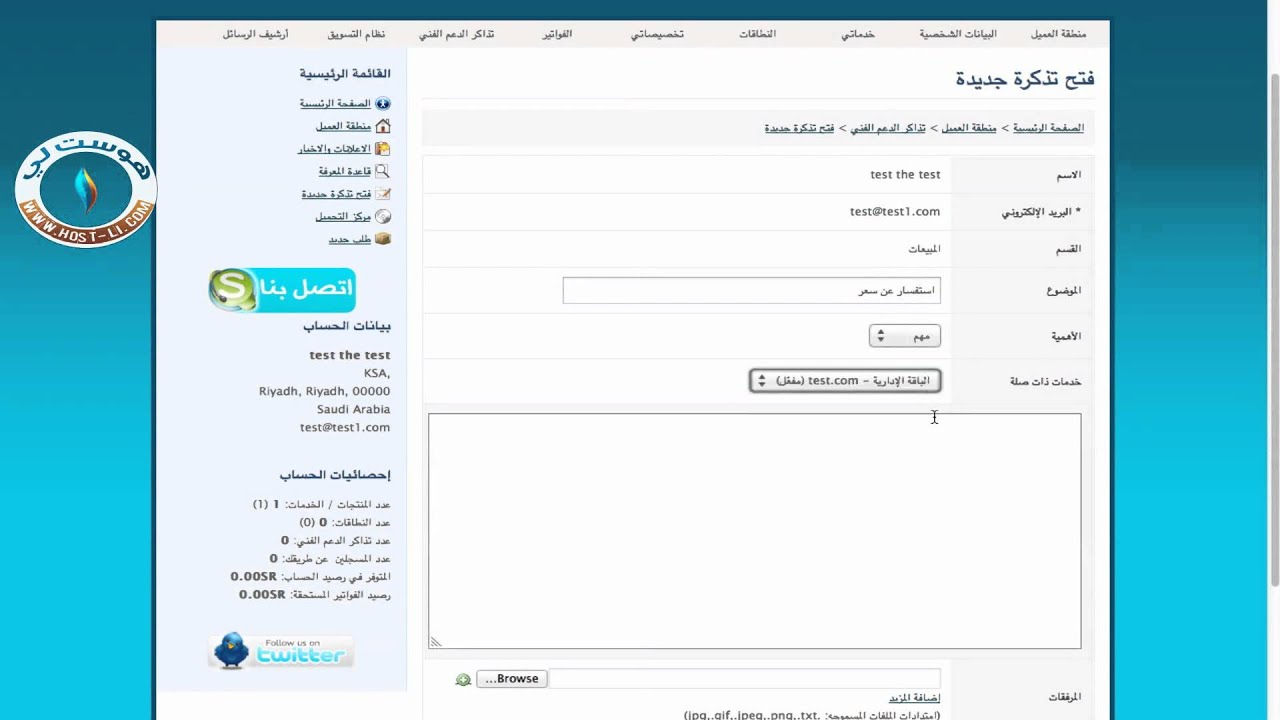 منطقة العميل
البيانات الشخصية
خدماتي
النطاقات
تخصيصاتي
الفواتير
تذاكر الدعم الفني
نظام التسويق
أرشيف الرسائل
فتح تذكرة جديدة
الصفحة الرئيسية > منطقة العميل > تذاكر الدعم الفني > فتح تذكرة جديدة
الاسم
test the test
* البريد الإلكتروني
test@test1.com
القسم
المبيعات
الموضوع
استفسار عن سعر
الأهمية
مهم
خدمات ذات صلة
الباقة الإدارية - test.com (مفعّل)
المرفقات
Browse...
إضافة المزيد
(امتدادات الملفات المسموحه: .jpg,.gif,.jpeg,.png,.txt
القائمة الرئيسية
الصفحة الرئيسية
منطقة العميل
الاعلانات والاخبار
قاعدة المعرفة
فتح تذكرة جديدة
مركز التحميل
طلب جديد
اتصل بنا
بيانات الحساب
test the test
KSA,
Riyadh, Riyadh, 00000
Saudi Arabia
test@test1.com
إحصائيات الحساب
عدد المنتجات / الخدمات: 1 (1)
عدد النطاقات: 0 (0)
عدد تذاكر الدعم الفني: 0
عدد المسجلين عن طريقك: 0
المتوفر في رصيد الحساب: 0.00SR
رصيد الفواتير المستحقة: 0.00SR
Follow us on
twitter
هوست لي
WWW.HOST-LI.COM